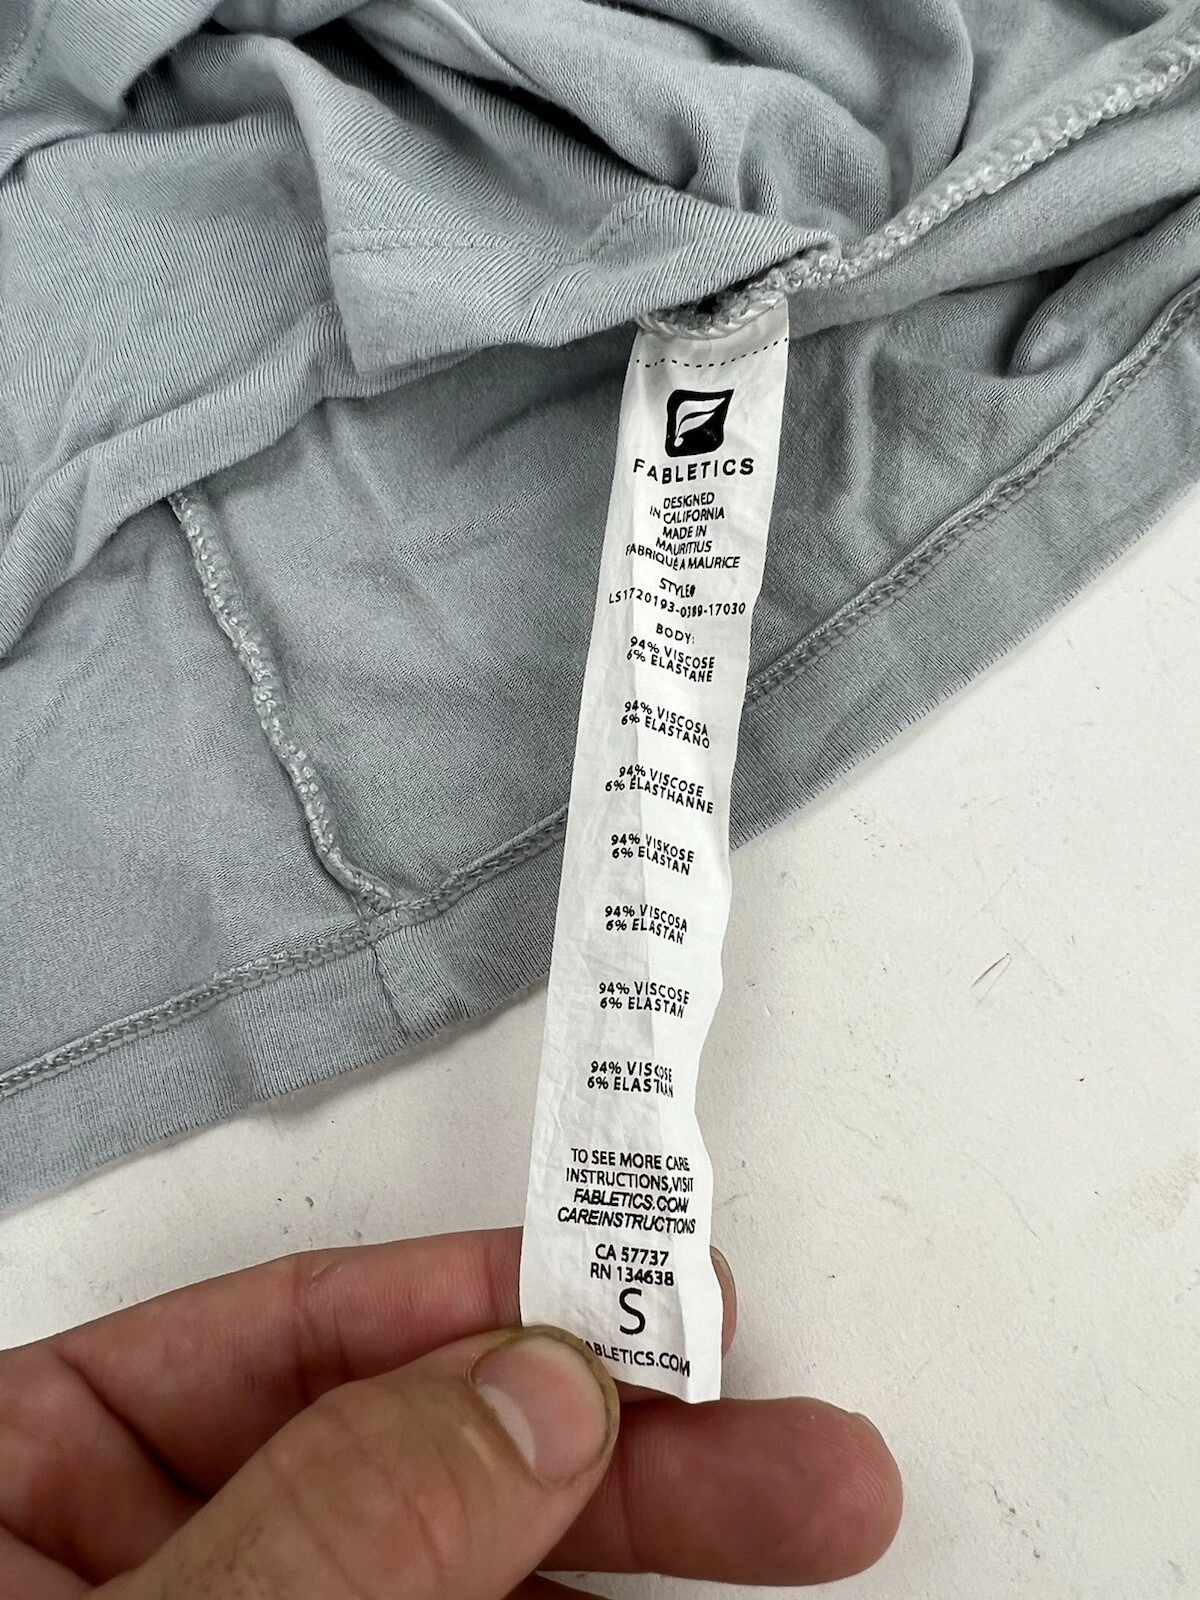 FABLETICS
DESIGNED
IN CALIFORNIA
MADE IN
MAURITIUS
FABRIQUÉ A MAURICE
STYLE#
LS1720193-0389-17030
BODY:
94% VISCOSE
6% ELASTANE
94% VISCOSA
6% ELASTANO
94% VISCOSE
6% ÉLASTHANNE
94% VISKOSE
6% ELASTAN
94% VISCOSA
6% ELASTAN
94% VISCOSE
6% ELASTAN
94% VISCOSE
6% ELASTAN
TO SEE MORE CARE
INSTRUCTIONS,VISIT
FABLETICS.COM/
CAREINSTRUCTIONS
CA 57737
RN 134638
S
FABLETICS.COM